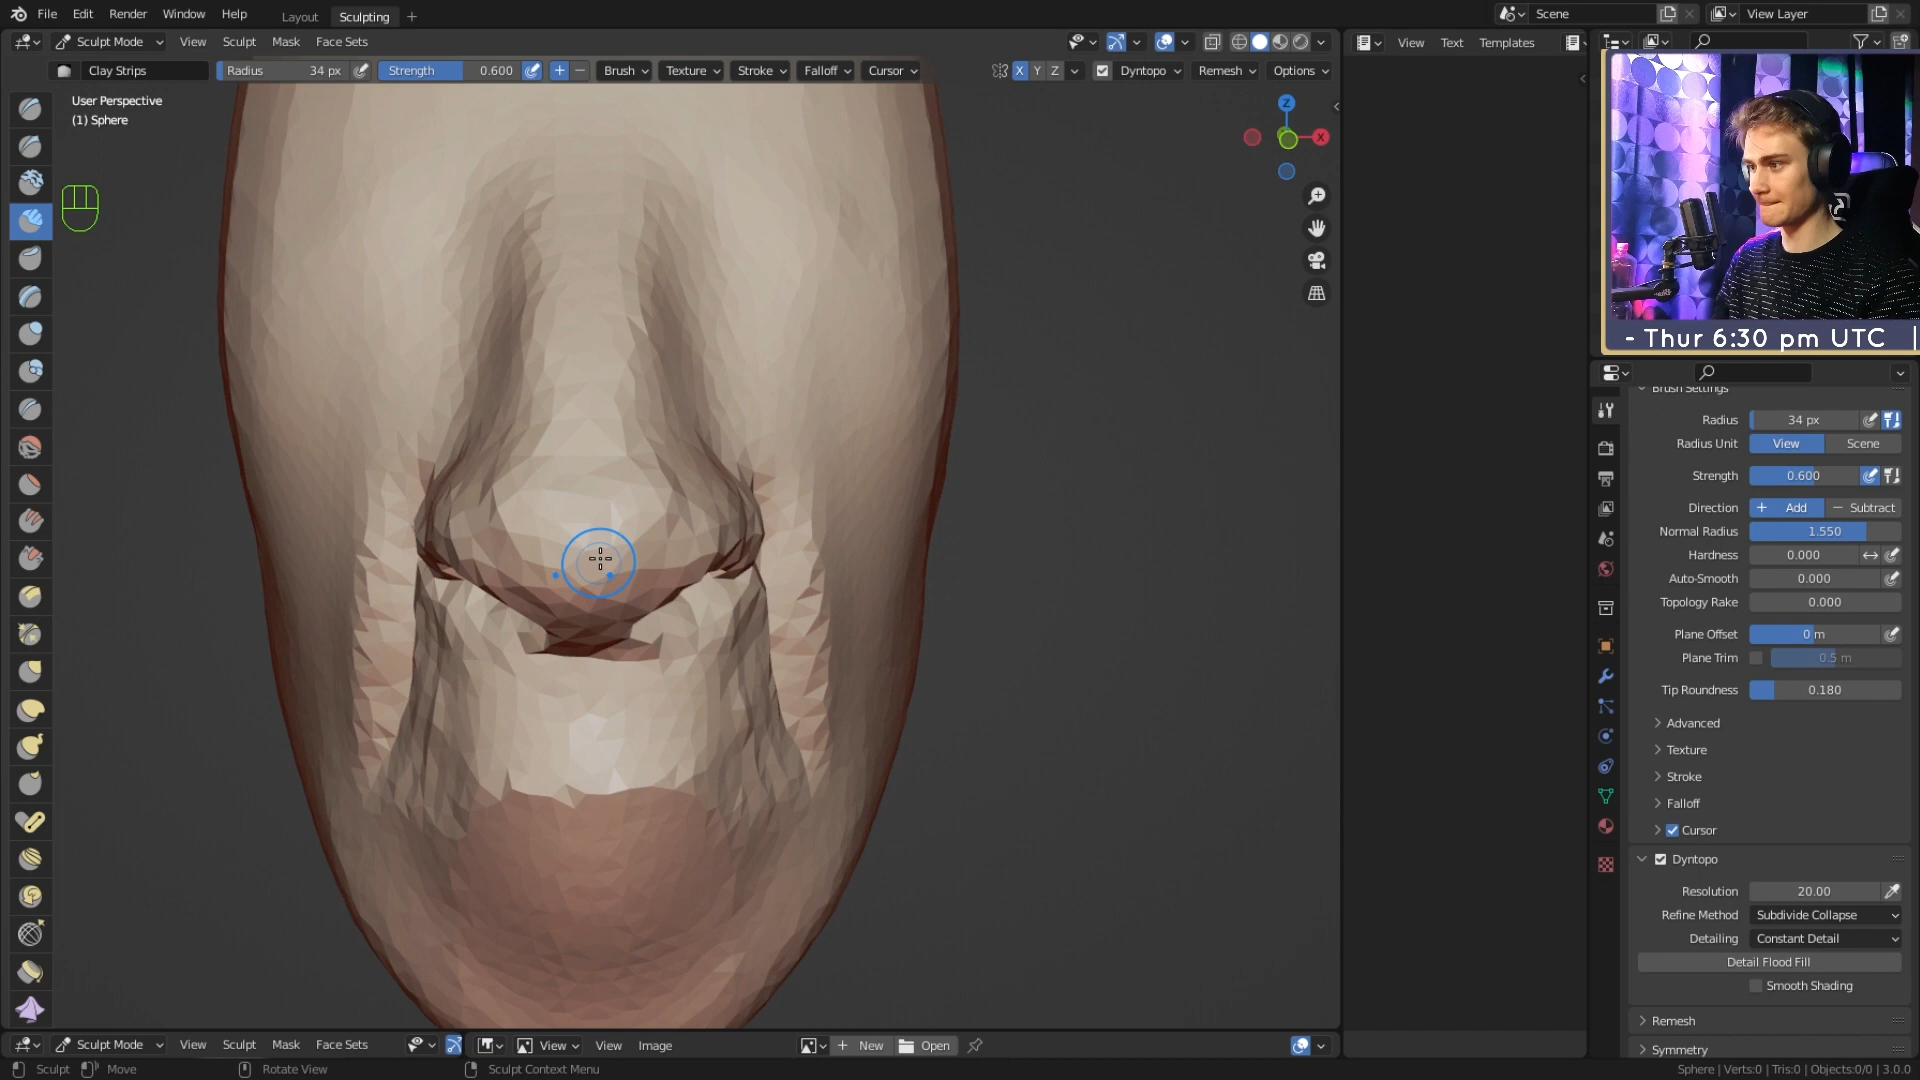 File Edit Render Window Help Layout Sculpting + Scene View Layer
Sculpt Mode View Sculpt Mask Face Sets View Text Templates
Clay Strips Radius 34 px Strength 0.600 Brush Texture Stroke Falloff Cursor X Y Z Dyntopo Remesh Options
User Perspective
(1) Sphere
Z
X
- Thur 6:30 pm UTC |
Brush Settings
Radius 34 px
Radius Unit View Scene
Strength 0.600
Direction + Add − Subtract
Normal Radius 1.550
Hardness 0.000
Auto-Smooth 0.000
Topology Rake 0.000
Plane Offset 0 m
Plane Trim 0.5 m
Tip Roundness 0.180
Advanced
Texture
Stroke
Falloff
Cursor
Dyntopo
Resolution 20.00
Refine Method Subdivide Collapse
Detailing Constant Detail
Detail Flood Fill
Smooth Shading
Remesh
Symmetry
Sculpt Mode View Sculpt Mask Face Sets View View Image + New Open
Sculpt Move Rotate View Sculpt Context Menu Sphere | Verts:0 | Tris:0 | Objects:0/0 | 3.0.0